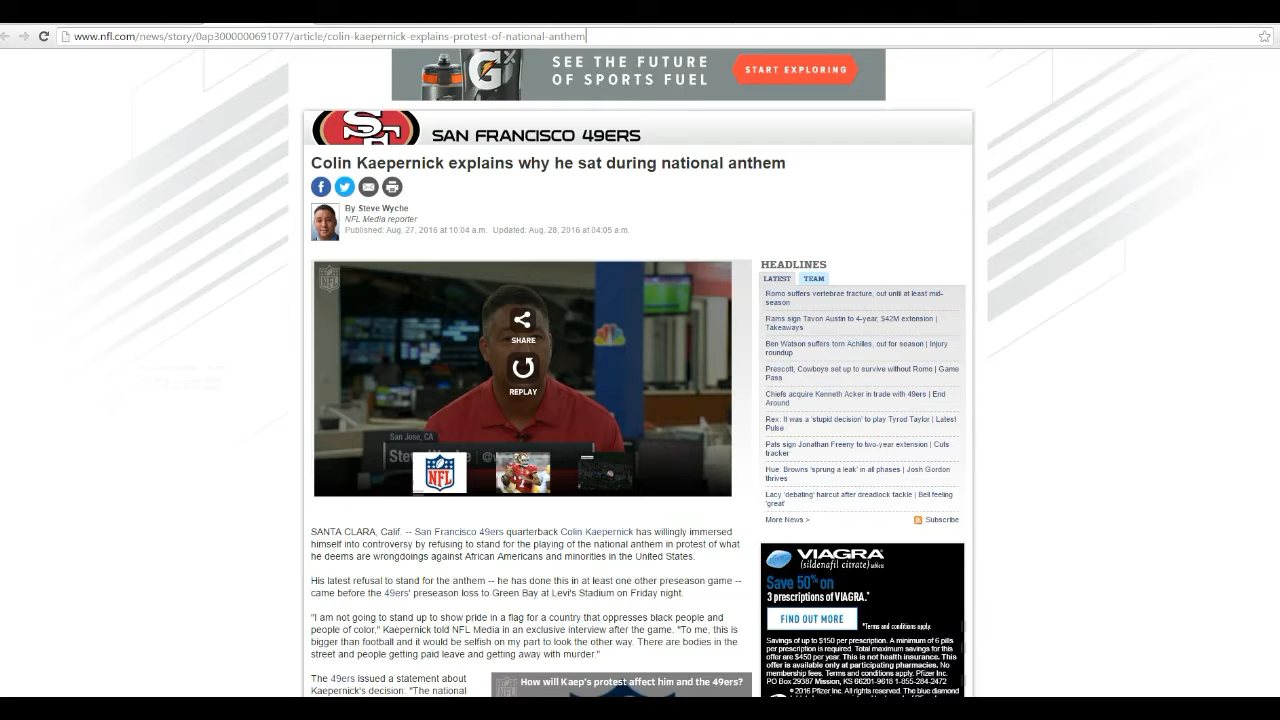 www.nfl.com/news/story/0ap3000000691077/article/colin-kaepernick-explains-protest-of-national-anthem
G
SEE THE FUTURE
OF SPORTS FUEL
START EXPLORING
SF
SAN FRANCISCO 49ERS
Colin Kaepernick explains why he sat during national anthem
By Steve Wyche
NFL Media reporter
Published: Aug. 27, 2016 at 10:04 a.m. Updated: Aug. 28, 2016 at 04:05 a.m.
NFL
SHARE
REPLAY
San Jose, CA
Steve Wyche
NFL
7
SANTA CLARA, Calif. -- San Francisco 49ers quarterback Colin Kaepernick has willingly immersed
himself into controversy by refusing to stand for the playing of the national anthem in protest of what
he deems are wrongdoings against African Americans and minorities in the United States.
His latest refusal to stand for the anthem -- he has done this in at least one other preseason game --
came before the 49ers' preseason loss to Green Bay at Levi's Stadium on Friday night.
"I am not going to stand up to show pride in a flag for a country that oppresses black people and
people of color," Kaepernick told NFL Media in an exclusive interview after the game. "To me, this is
bigger than football and it would be selfish on my part to look the other way. There are bodies in the
street and people getting paid leave and getting away with murder."
The 49ers issued a statement about
Kaepernick's decision. "The national
How will Kaep's protest affect him and the 49ers?
HEADLINES
LATEST TEAM
Romo suffers vertebrae fracture, out until at least mid-
season
Rams sign Tavon Austin to 4-year, $42M extension |
Takeaways
Ben Watson suffers torn Achilles, out for season | Injury
roundup
Prescott, Cowboys set up to survive without Romo | Game
Pass
Chiefs acquire Kenneth Acker in trade with 49ers | End
Around
Rex: It was a 'stupid decision' to play Tyrod Taylor | Latest
Pulse
Pats sign Jonathan Freeny to two-year extension | Cuts
tracker
Hue: Browns 'sprung a leak' in all phases | Josh Gordon
thrives
Lacy 'debating' haircut after dreadlock tackle | Bell feeling
'great'
More News >
Subscribe
VIAGRA
(sildenafil citrate) tablets
Save 50% on
3 prescriptions of VIAGRA.*
FIND OUT MORE
*Terms and conditions apply.
Savings of up to $150 per prescription. A minimum of 6 pills
per prescription is required. Total maximum savings for this
offer are $450 per year. This is not health insurance. This
offer is available only at participating pharmacies. No
membership fees. Terms and conditions apply. Pfizer Inc.
PO Box 29387 Mission, KS 66201-9618 1-855-284-2472
© 2016 Pfizer Inc. All rights reserved. The blue diamond